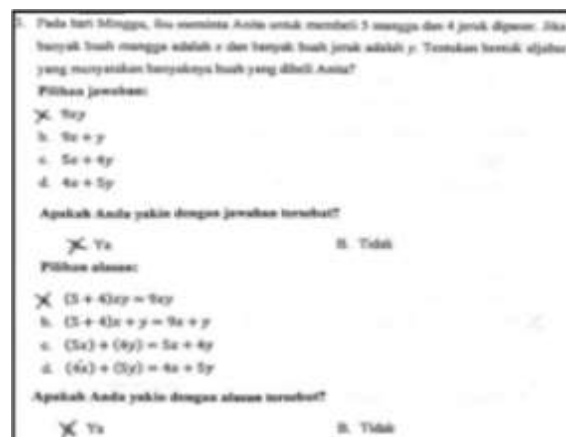 Pada hari Minggu, Ibu meminta Anita untuk membeli 5 mangga dan 4 jeruk dipasar. Jika
banyak buah mangga adalah x dan banyak buah jeruk adalah y. Tentukan bentuk aljabar
yang menyatakan banyaknya buah yang dibeli Anita?
Pilihan jawaban:
9xy
b. 9x + y
c. 5x + 4y
d. 4x + 5y
Apakah Anda yakin dengan jawaban tersebut?
Ya B. Tidak
Pilihan alasan:
(5 + 4)xy = 9xy
b. (5 + 4)x + y = 9x + y
c. (5x) + (4y) = 5x + 4y
d. (4x) + (5y) = 4x + 5y
Apakah Anda yakin dengan alasan tersebut?
Ya B. Tidak